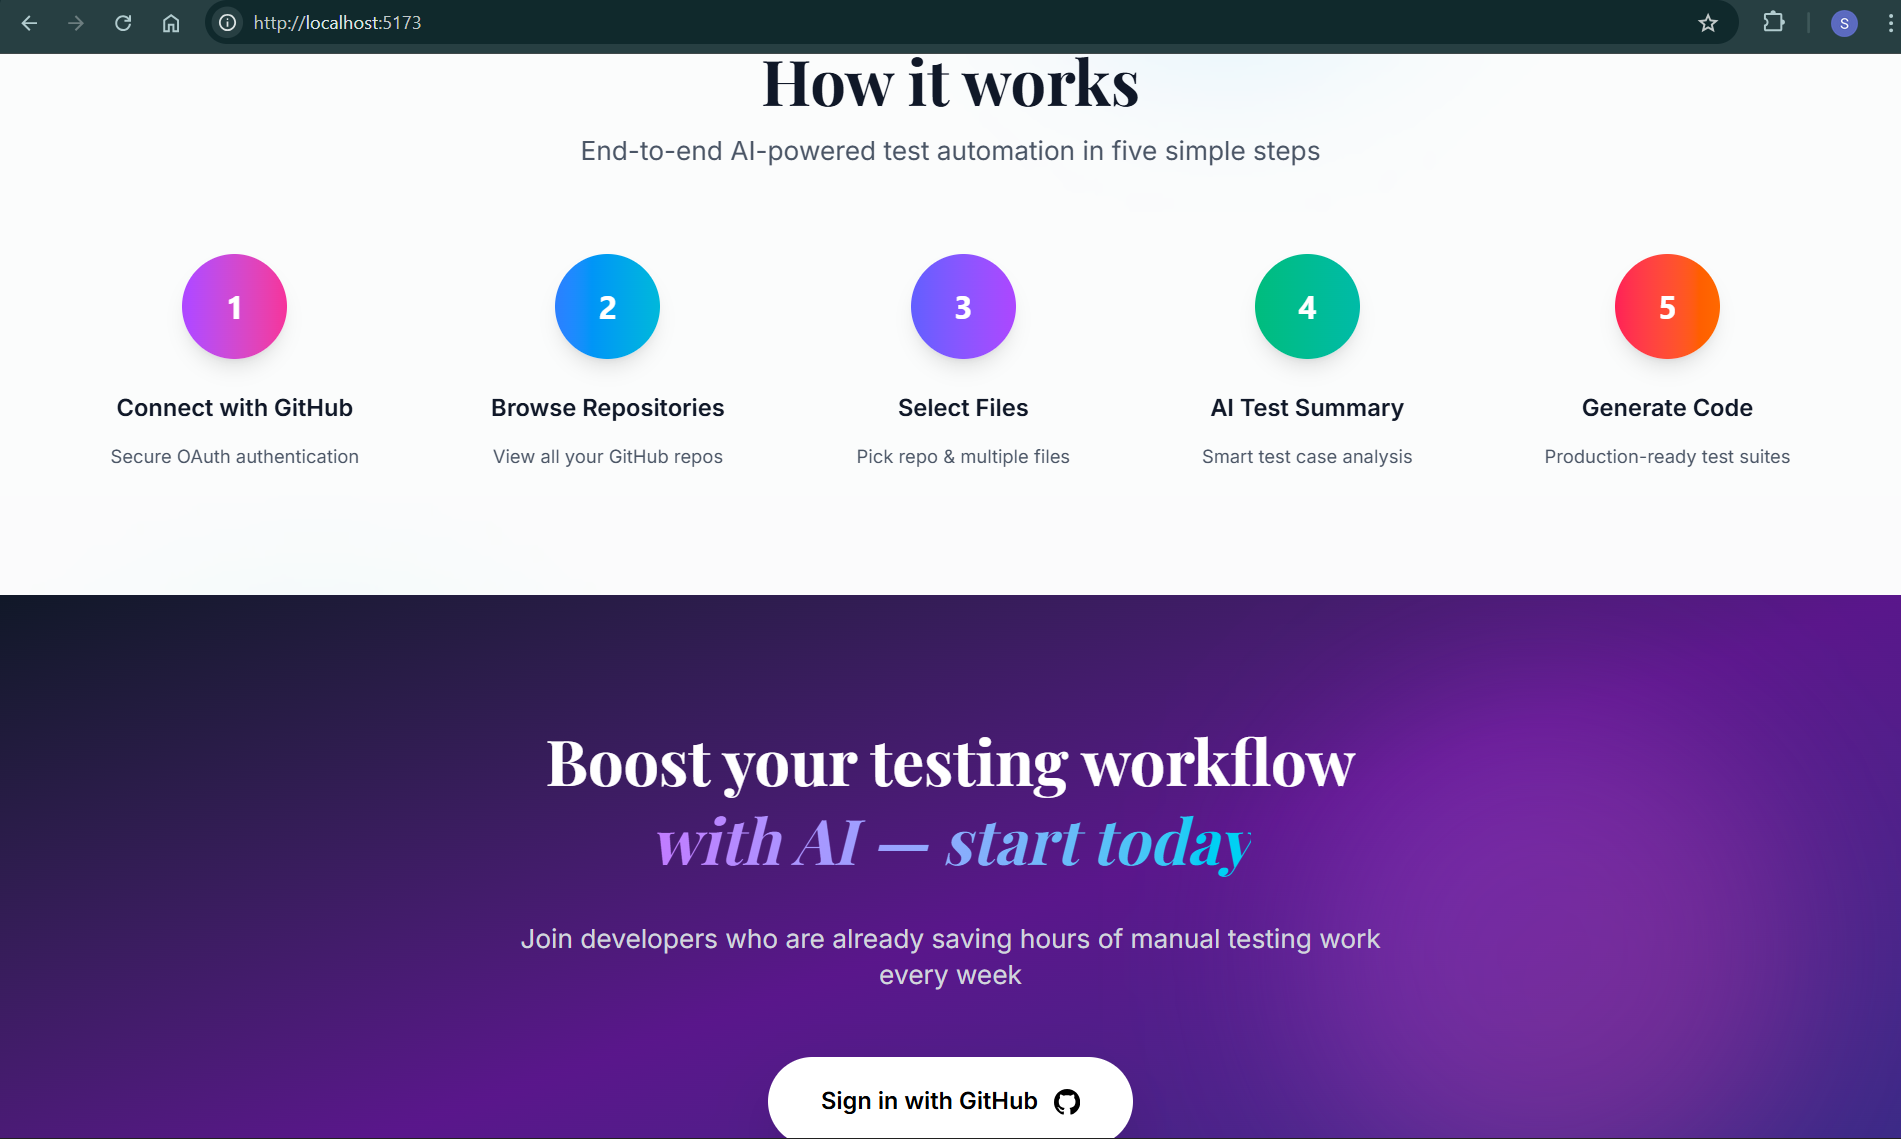 http://localhost:5173
S
How it works
End-to-end AI-powered test automation in five simple steps
1
2
3
4
5
Connect with GitHub
Browse Repositories
Select Files
AI Test Summary
Generate Code
Secure OAuth authentication
View all your GitHub repos
Pick repo & multiple files
Smart test case analysis
Production-ready test suites
Boost your testing workflow
with AI — start today
Join developers who are already saving hours of manual testing work
every week
Sign in with GitHub